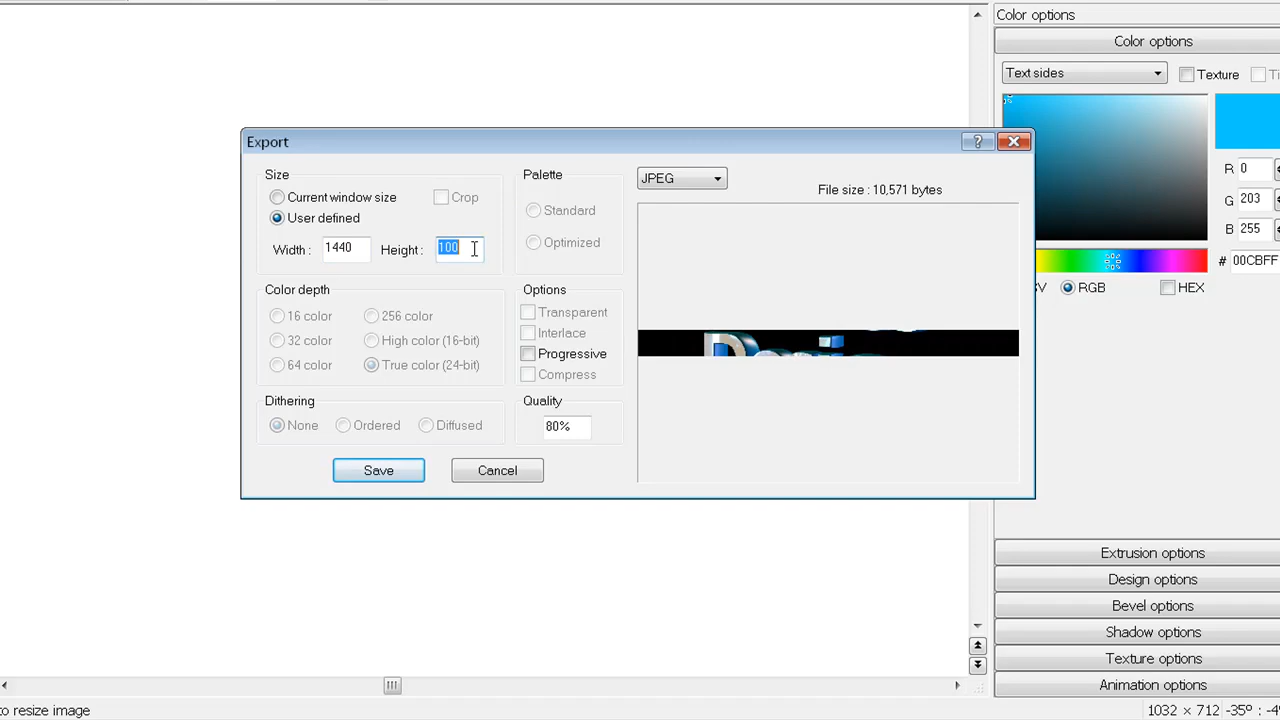 Color options
Color options
Text sides
Texture
Export
?
Size
Palette
JPEG
File size : 10,571 bytes
Current window size
Crop
Standard
User defined
Width :
1440
Height :
100
Optimized
R
0
G
203
B
255
# 00CBFF
RGB
HEX
Color depth
Options
16 color
256 color
Transparent
32 color
High color (16-bit)
Interlace
64 color
True color (24-bit)
Progressive
Compress
Dithering
Quality
None
Ordered
Diffused
80%
Save
Cancel
Extrusion options
Design options
Bevel options
Shadow options
Texture options
Animation options
to resize image
1032 × 712 -35º :